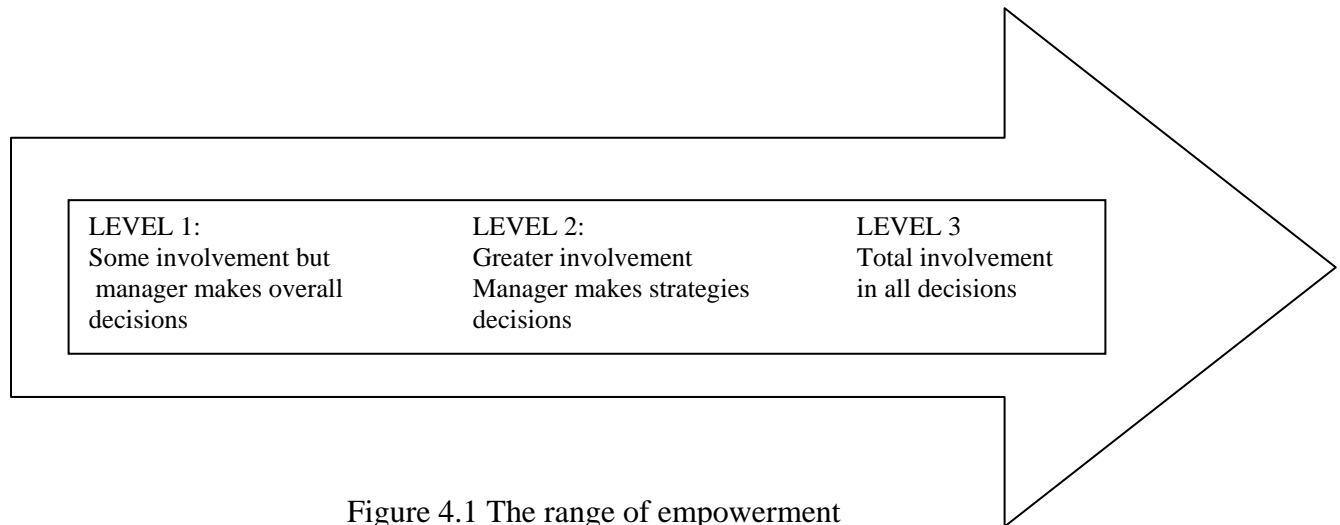 LEVEL 1:
Some involvement but
manager makes overall
decisions
LEVEL 2:
Greater involvement
Manager makes strategies
decisions
LEVEL 3
Total involvement
in all decisions
Figure 4.1 The range of empowerment